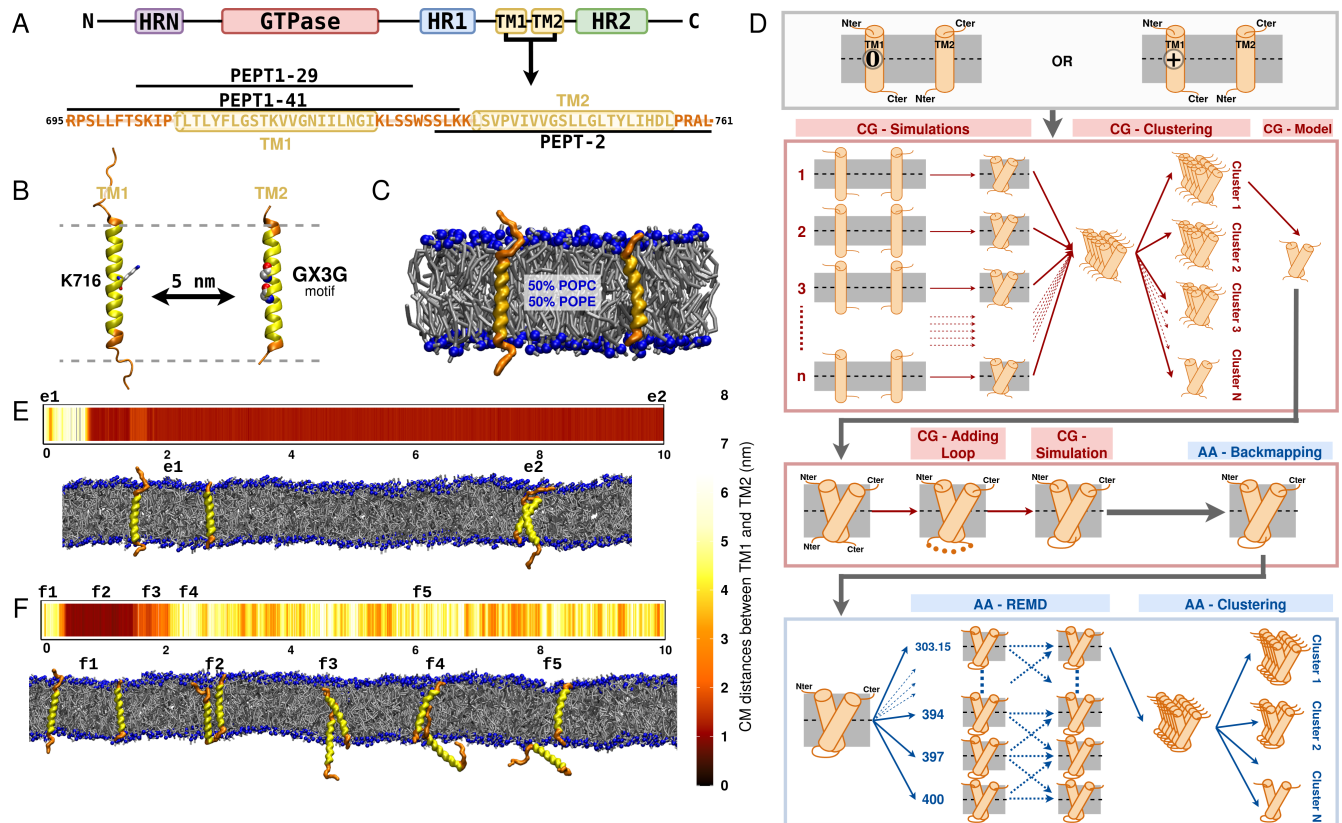 A
N HRN GTPase HR1 TM1 TM2 HR2 C
PEPT1-29
PEPT1-41
TM2
695 RPSLLFTSKIPTLTLYFLGSTKVVGNIILNGIKLSSWSSLKKLSVPVIVVGSLLGLTYLIHDLPRAL 761
TM1
PEPT-2
B
TM1
TM2
K716
5 nm
GX3G
motif
C
50% POPC
50% POPE
E
e1 e2
0 2 4 6 8 10
e1 e2
F
f1 f2 f3 f4 f5
0 2 4 6 8 10
f1 f2 f3 f4 f5
8
7
6
5
4
3
2
1
0
CM distances between TM1 and TM2 (nm)
D
Nter Cter
TM1 TM2
0
Cter Nter
OR
Nter Cter
TM1 TM2
+
Cter Nter
CG - Simulations
CG - Clustering
CG - Model
1
2
3
n
Cluster 1
Cluster 2
Cluster 3
Cluster N
CG - Adding
Loop
CG -
Simulation
AA - Backmapping
Nter Cter
Nter Cter
Nter Cter
Nter Cter
Nter Cter
AA - REMD
AA - Clustering
303.15
394
397
400
Nter Cter
Cluster 1
Cluster 2
Cluster N